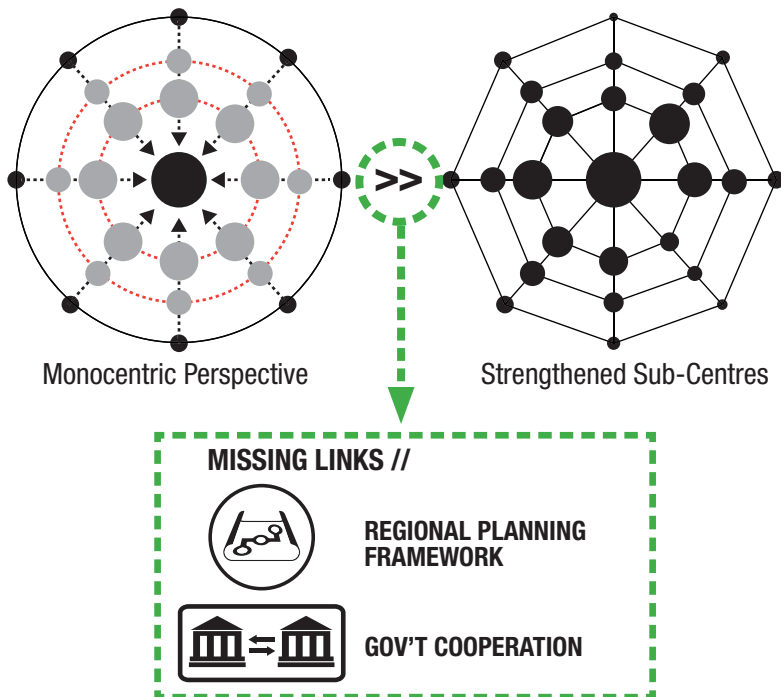 >>
Monocentric Perspective
Strengthened Sub-Centres
MISSING LINKS //
REGIONAL PLANNING
FRAMEWORK
GOV'T COOPERATION